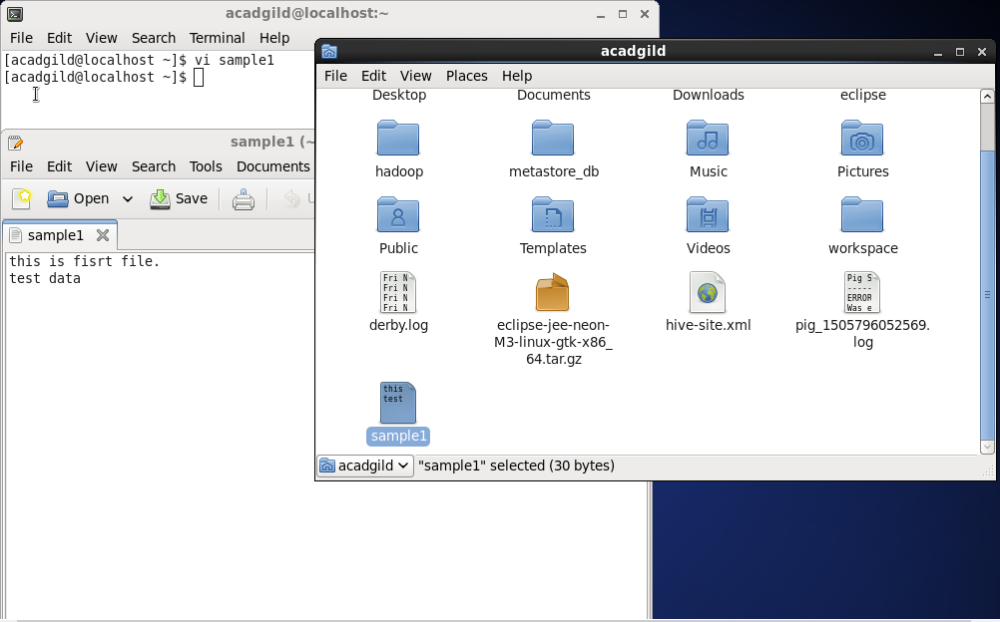 acadgild@localhost:~
File Edit View Search Terminal Help
[acadgild@localhost ~]$ vi sample1
[acadgild@localhost ~]$
sample1 (~
File Edit View Search Tools Documents
Open Save
sample1
this is fisrt file.
test data
acadgild
File Edit View Places Help
Desktop Documents Downloads eclipse
hadoop metastore_db Music Pictures
Public Templates Videos workspace
Fri N
Fri N
Fri N
Fri N
derby.log
eclipse-jee-neon-
M3-linux-gtk-x86_
64.tar.gz
hive-site.xml
Pig S
-----
ERROR
Was e
pig_1505796052569.
log
this
test
sample1
acadgild "sample1" selected (30 bytes)